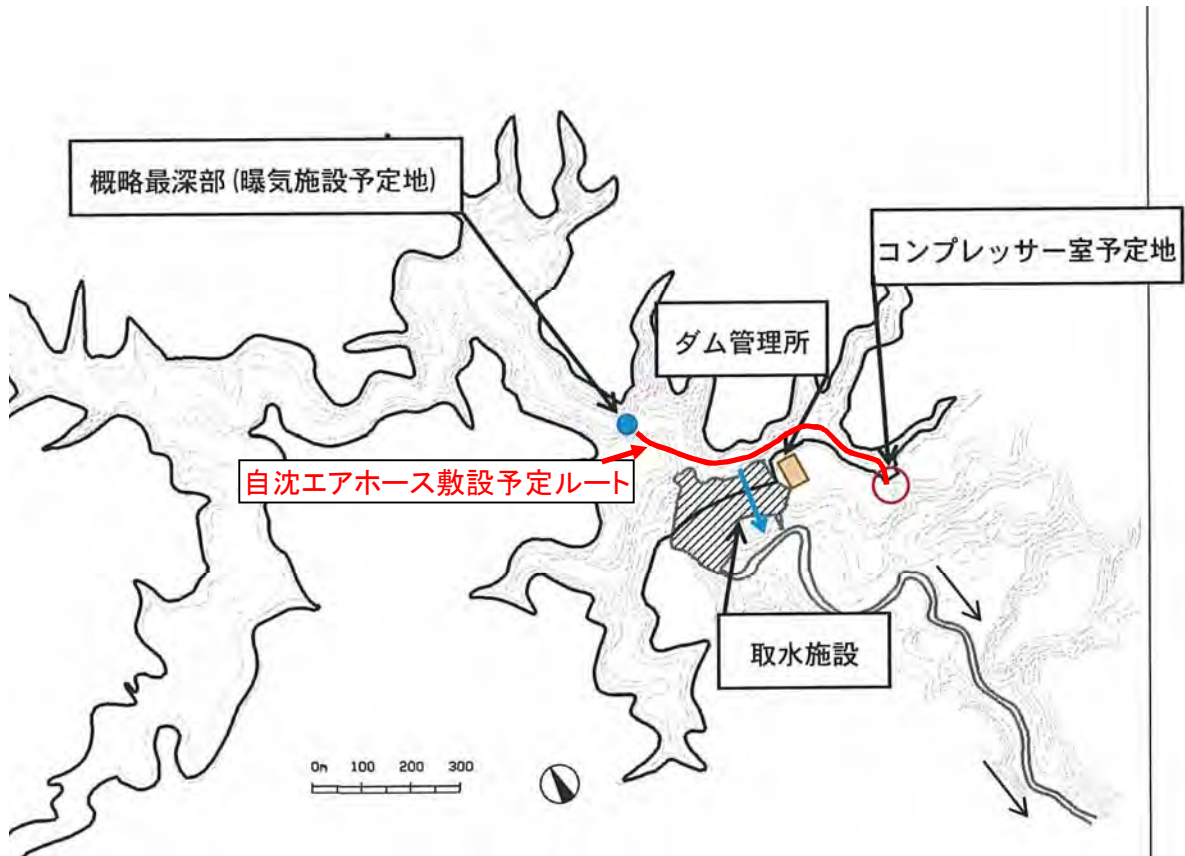 概略最深部(曝気施設予定地)
コンプレッサー室予定地
ダム管理所
自沈エアホース敷設予定ルート
取水施設
0m 100 200 300